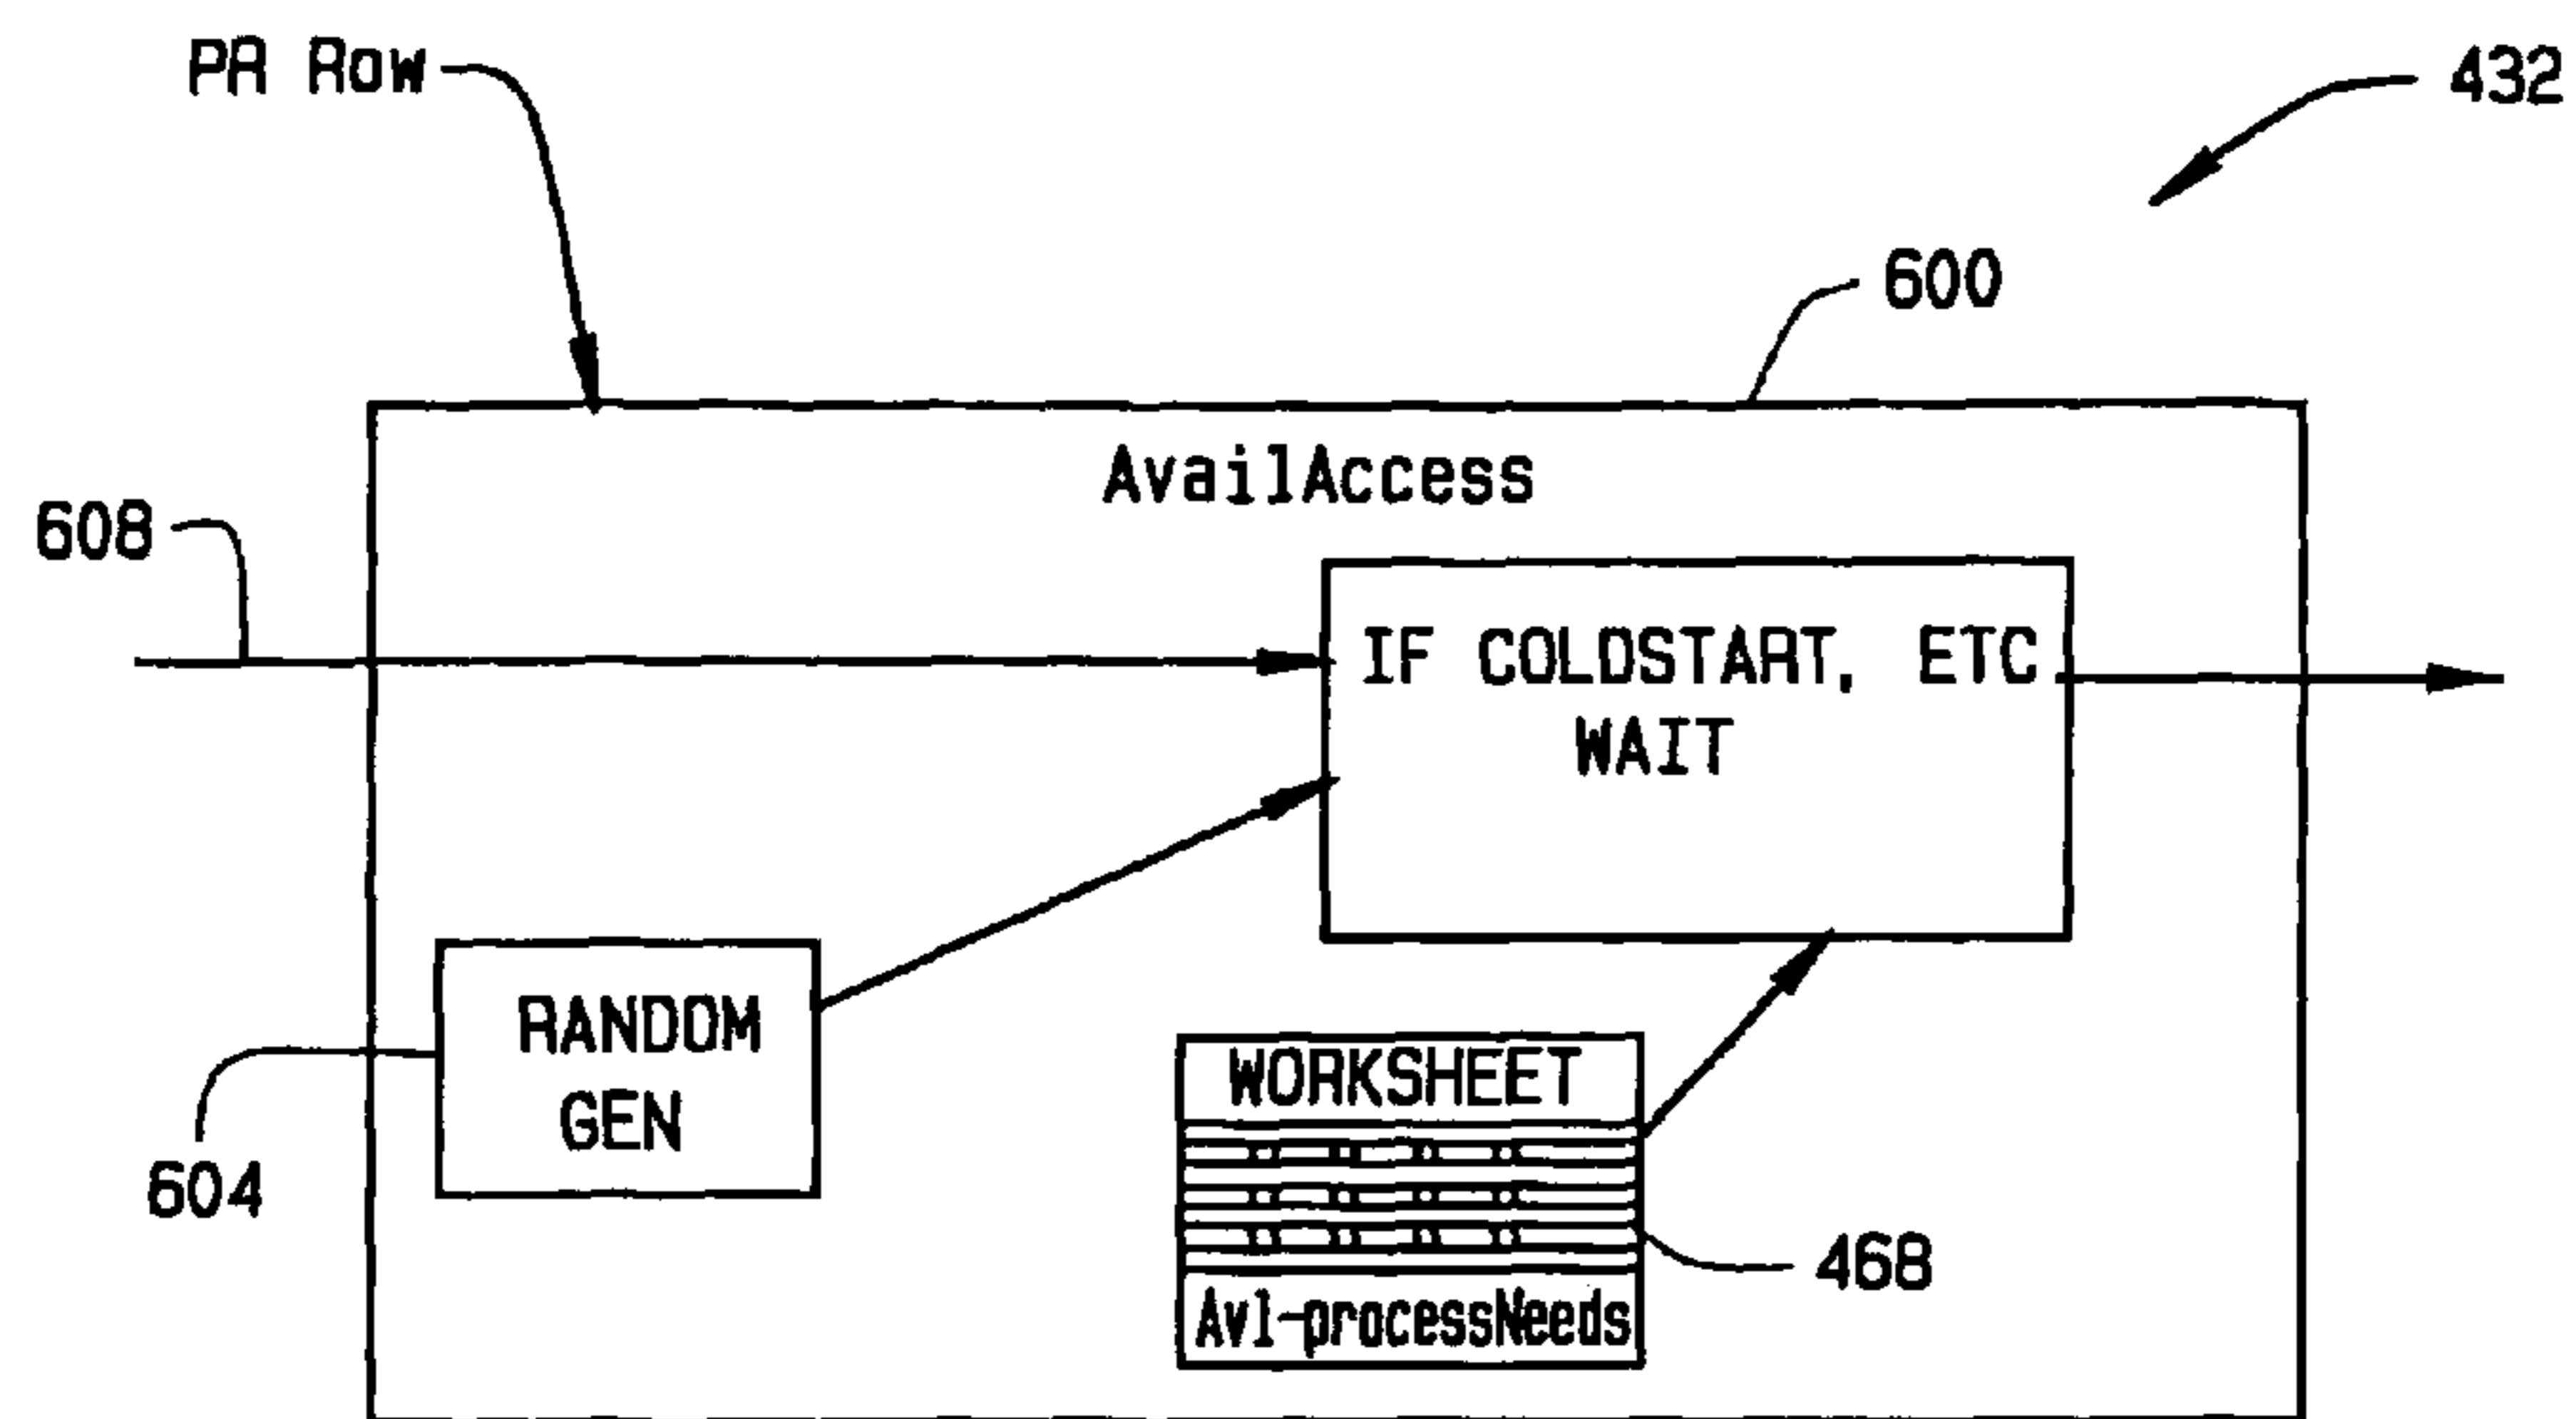 PR Row
432
600
AvailAccess
608
IF COLDSTART, ETC
WAIT
RANDOM
GEN
604
WORKSHEET
468
Avl-processNeeds